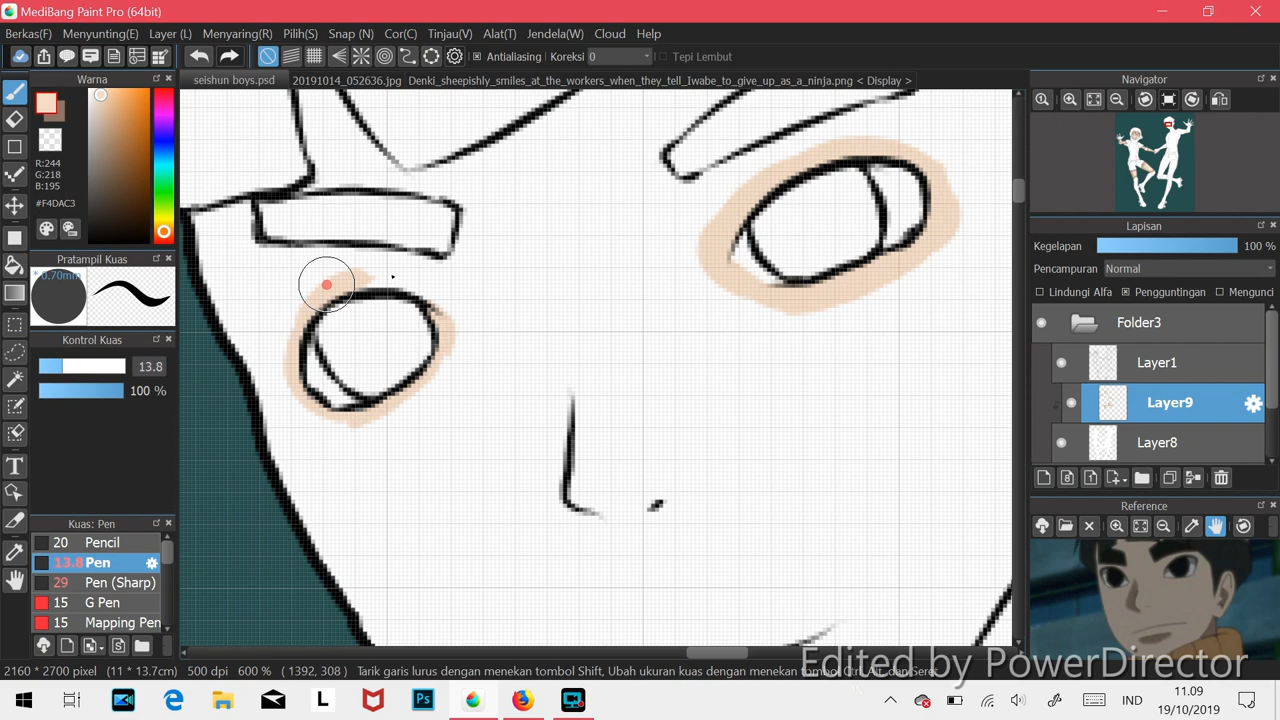 MediBang Paint Pro (64bit)
Berkas(F) Menyunting(E) Layer (L) Menyaring(R) Pilih(S) Snap (N) Cor(C) Tinjau(V) Alat(T) Jendela(W) Cloud Help
Antialiasing Koreksi 0 Tepi Lembut
Warna
seishun boys.psd 20191014_052636.jpg Denki_sheepishly_smiles_at_the_workers_when_they_tell_Iwabe_to_give_up_as_a_ninja.png < Display >
Navigator
R:244
G:218
B:195
#F4DAC3
Lapisan
Kegelapan 100 %
Pencampuran Normal
Lindungi Alf Pengguntingan Mengunci
Pratampil Kuas
* 0.70mm
Folder3
Kontrol Kuas
13.8
100 %
Layer1
Layer9
Layer8
Kuas: Pen
20 Pencil
13.8 Pen
29 Pen (Sharp)
15 G Pen
15 Mapping Pen
Reference
Edited by PowerDirector
2160 * 2700 pixel (11 * 13.7cm) 500 dpi 600 % ( 1392, 308 ) Tarik garis lurus dengan menekan tombol Shift, Ubah ukuran kuas dengan menekan tombol Ctrl, Alt, dan Seret
L Ps IND
11.09
19/10/2019